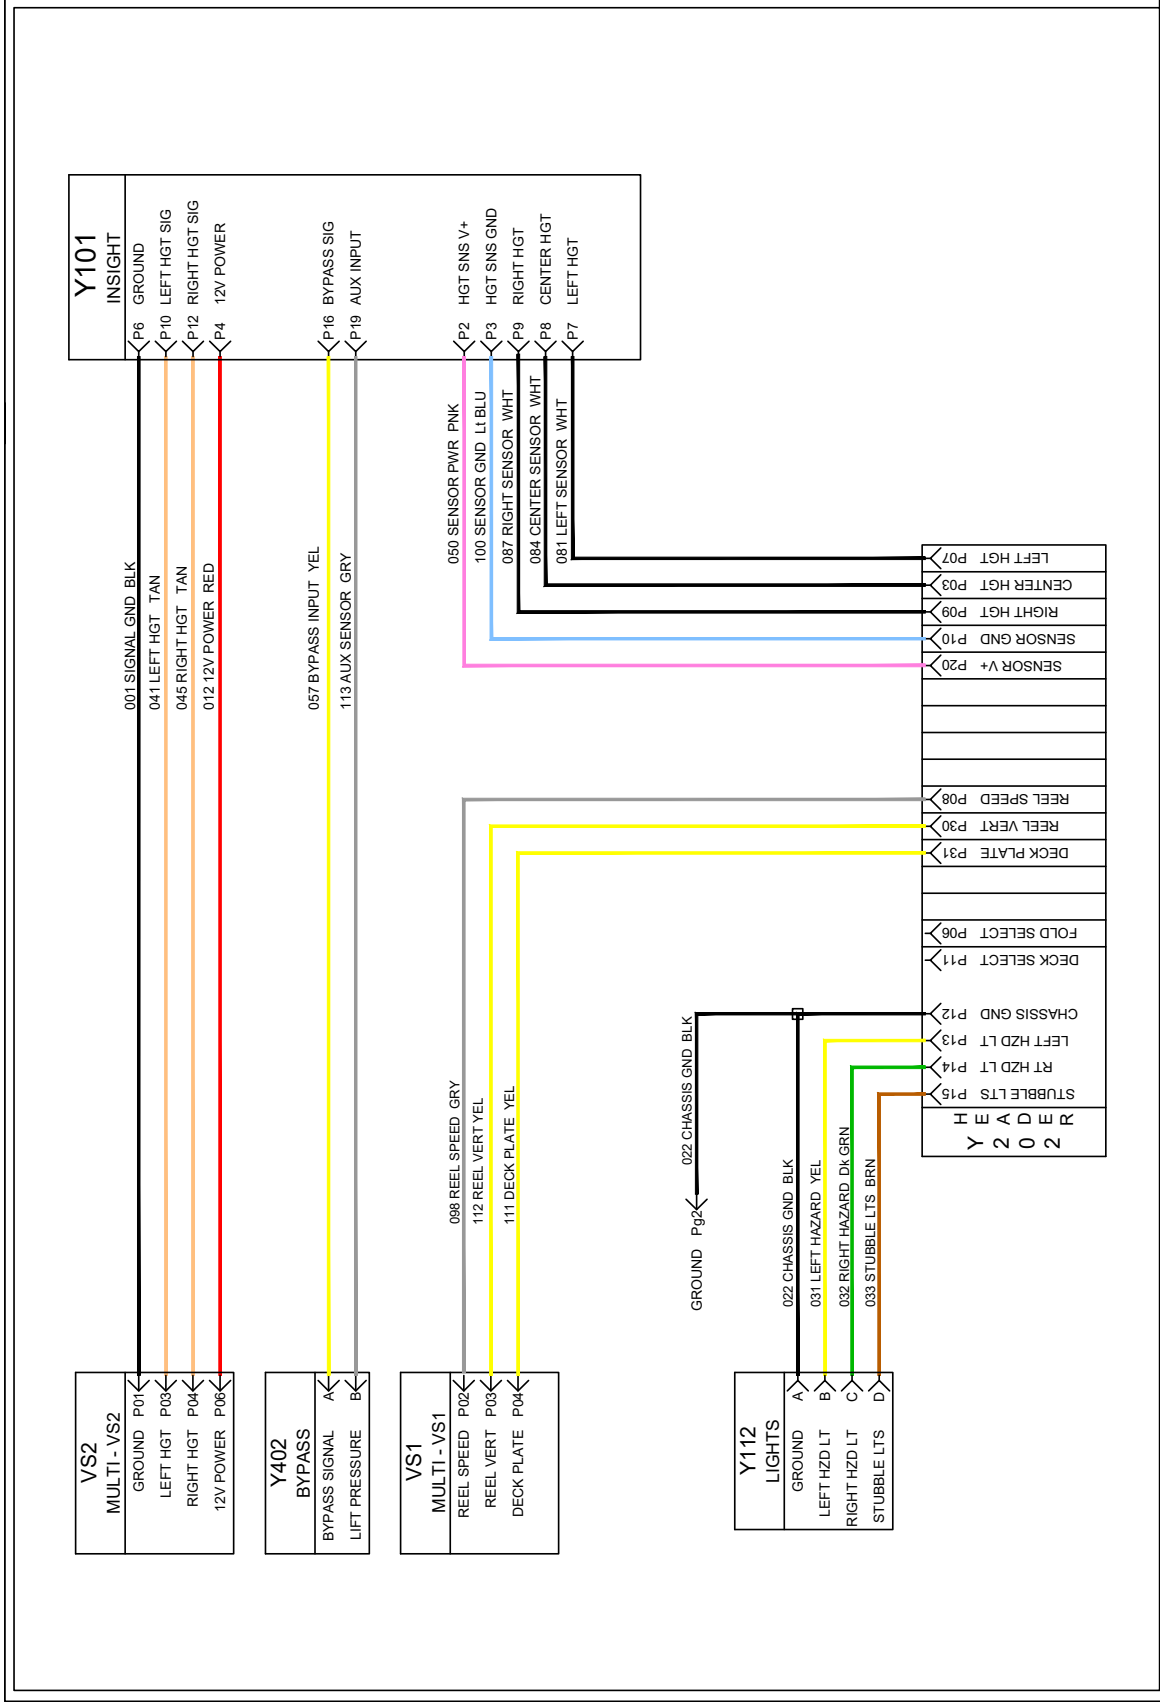 Y101
INSIGHT
P6 GROUND
P10 LEFT HGT SIG
P12 RIGHT HGT SIG
P4 12V POWER
P16 BYPASS SIG
P19 AUX INPUT
P2 HGT SNS V+
P3 HGT SNS GND
P9 RIGHT HGT
P8 CENTER HGT
P7 LEFT HGT
001 SIGNAL GND BLK
041 LEFT HGT TAN
045 RIGHT HGT TAN
012 12V POWER RED
057 BYPASS INPUT YEL
113 AUX SENSOR GRY
050 SENSOR PWR PNK
100 SENSOR GND Lt BLU
087 RIGHT SENSOR WHT
084 CENTER SENSOR WHT
081 LEFT SENSOR WHT
P07 LEFT HGT
P03 CENTER HGT
P09 RIGHT HGT
P10 SENSOR GND
P20 SENSOR V+
P08 REEL SPEED
P30 REEL VERT
P31 DECK PLATE
P06 FOLD SELECT
P11 DECK SELECT
P12 CHASSIS GND
P13 LEFT HZD LT
P14 RT HZD LT
P15 STUBBLE LTS
HEADER
Y202
098 REEL SPEED GRY
112 REEL VERT YEL
111 DECK PLATE YEL
022 CHASSIS GND BLK
GROUND Pg2
022 CHASSIS GND BLK
031 LEFT HAZARD YEL
032 RIGHT HAZARD Dk GRN
033 STUBBLE LTS BRN
VS2
MULTI - VS2
GROUND P01
LEFT HGT P03
RIGHT HGT P04
12V POWER P06
Y402
BYPASS
BYPASS SIGNAL A
LIFT PRESSURE B
VS1
MULTI - VS1
REEL SPEED P02
REEL VERT P03
DECK PLATE P04
Y112
LIGHTS
GROUND A
LEFT HZD LT B
RIGHT HZD LT C
STUBBLE LTS D